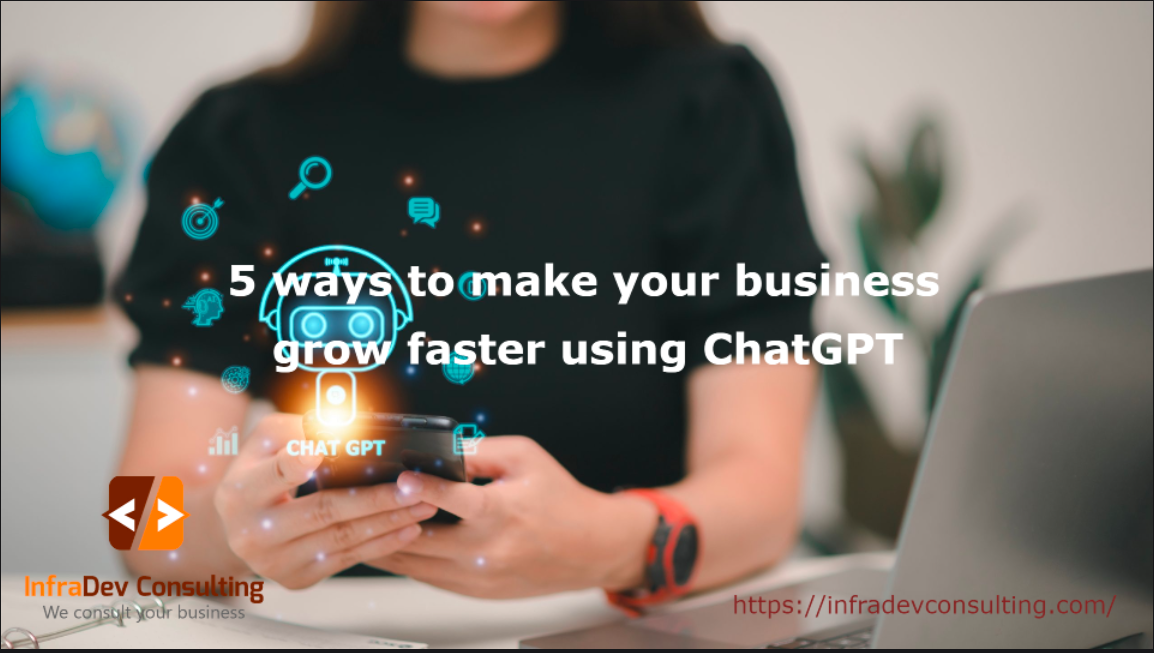 5 ways to make your business
grow faster using ChatGPT
CHAT GPT
InfraDev Consulting
We consult your business
https://infradevconsulting.com/